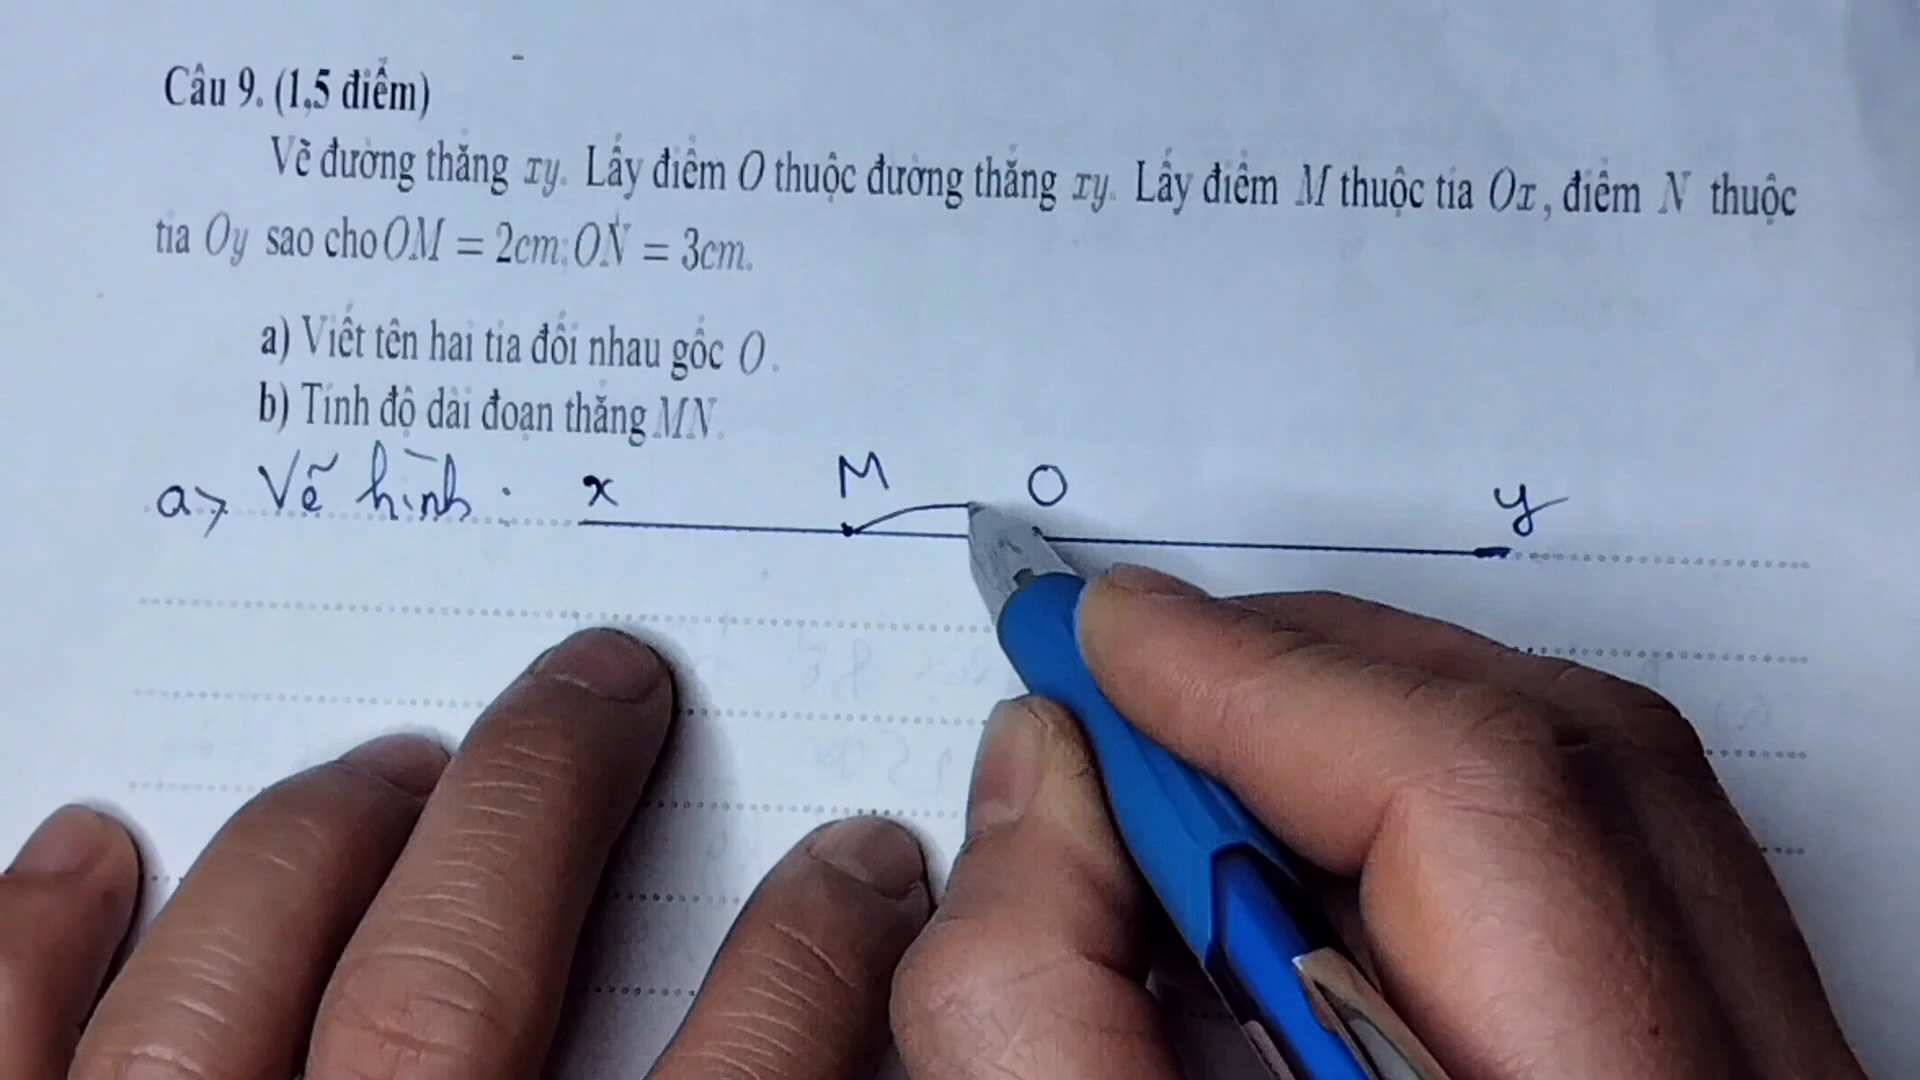 Câu 9. (1,5 điểm)
Vẽ đường thẳng xy. Lấy điểm O thuộc đường thẳng xy. Lấy điểm M thuộc tia Ox, điểm N thuộc
tia Oy sao cho OM = 2cm; ON = 3cm.
a) Viết tên hai tia đối nhau gốc O.
b) Tính độ dài đoạn thẳng MN.
a) Vẽ hình: x M O y